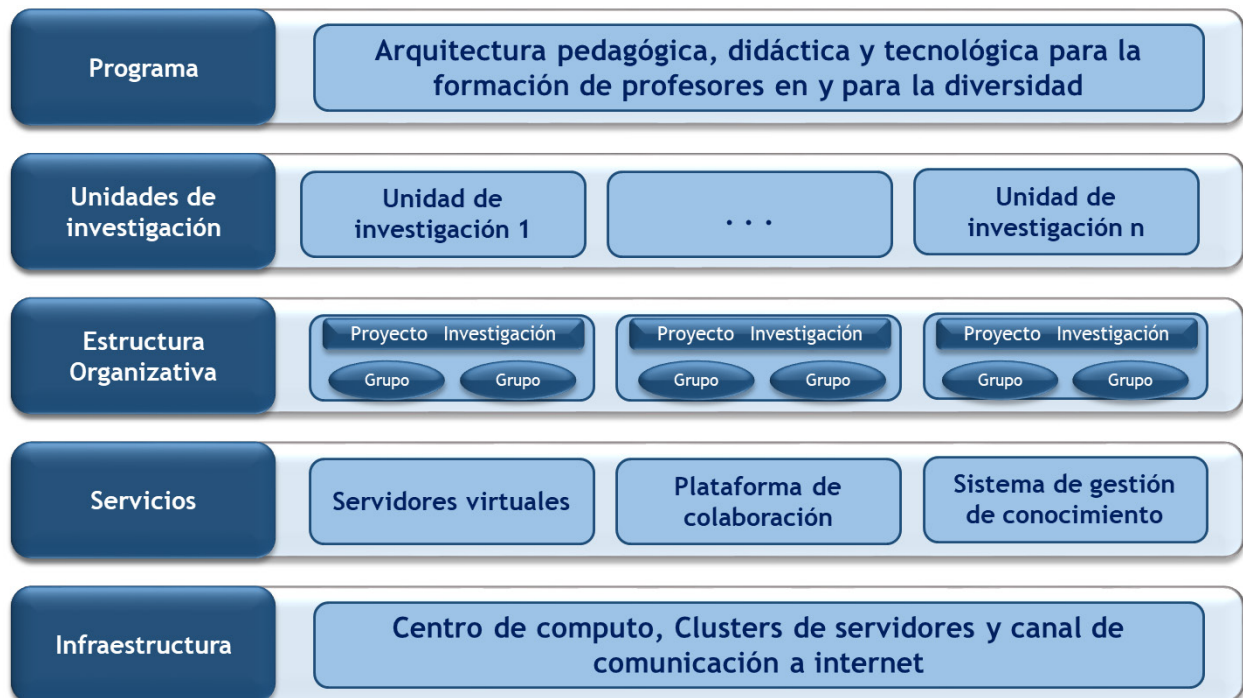 Programa
Arquitectura pedagógica, didáctica y tecnológica para la
formación de profesores en y para la diversidad
Unidades de
investigación
Unidad de
investigación 1
. . .
Unidad de
investigación n
Estructura
Organizativa
Proyecto Investigación
Grupo Grupo
Proyecto Investigación
Grupo Grupo
Proyecto Investigación
Grupo Grupo
Servicios
Servidores virtuales
Plataforma de
colaboración
Sistema de gestión
de conocimiento
Infraestructura
Centro de computo, Clusters de servidores y canal de
comunicación a internet